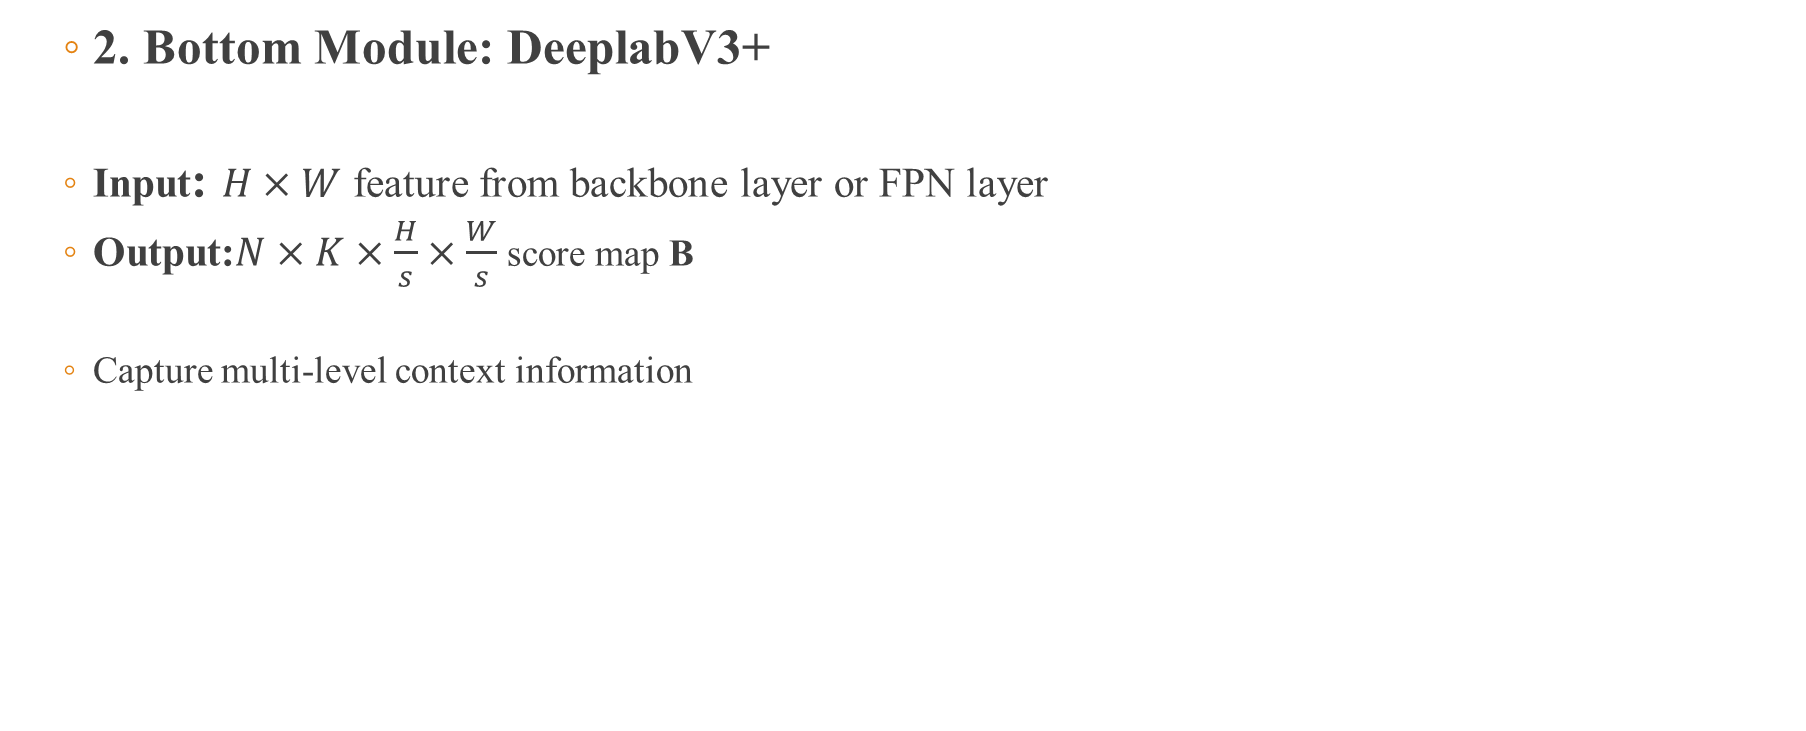 ◦ 2. Bottom Module: DeeplabV3+
◦ Input: H × W feature from backbone layer or FPN layer
◦ Output:N × K × H/s × W/s score map B
◦ Capture multi-level context information